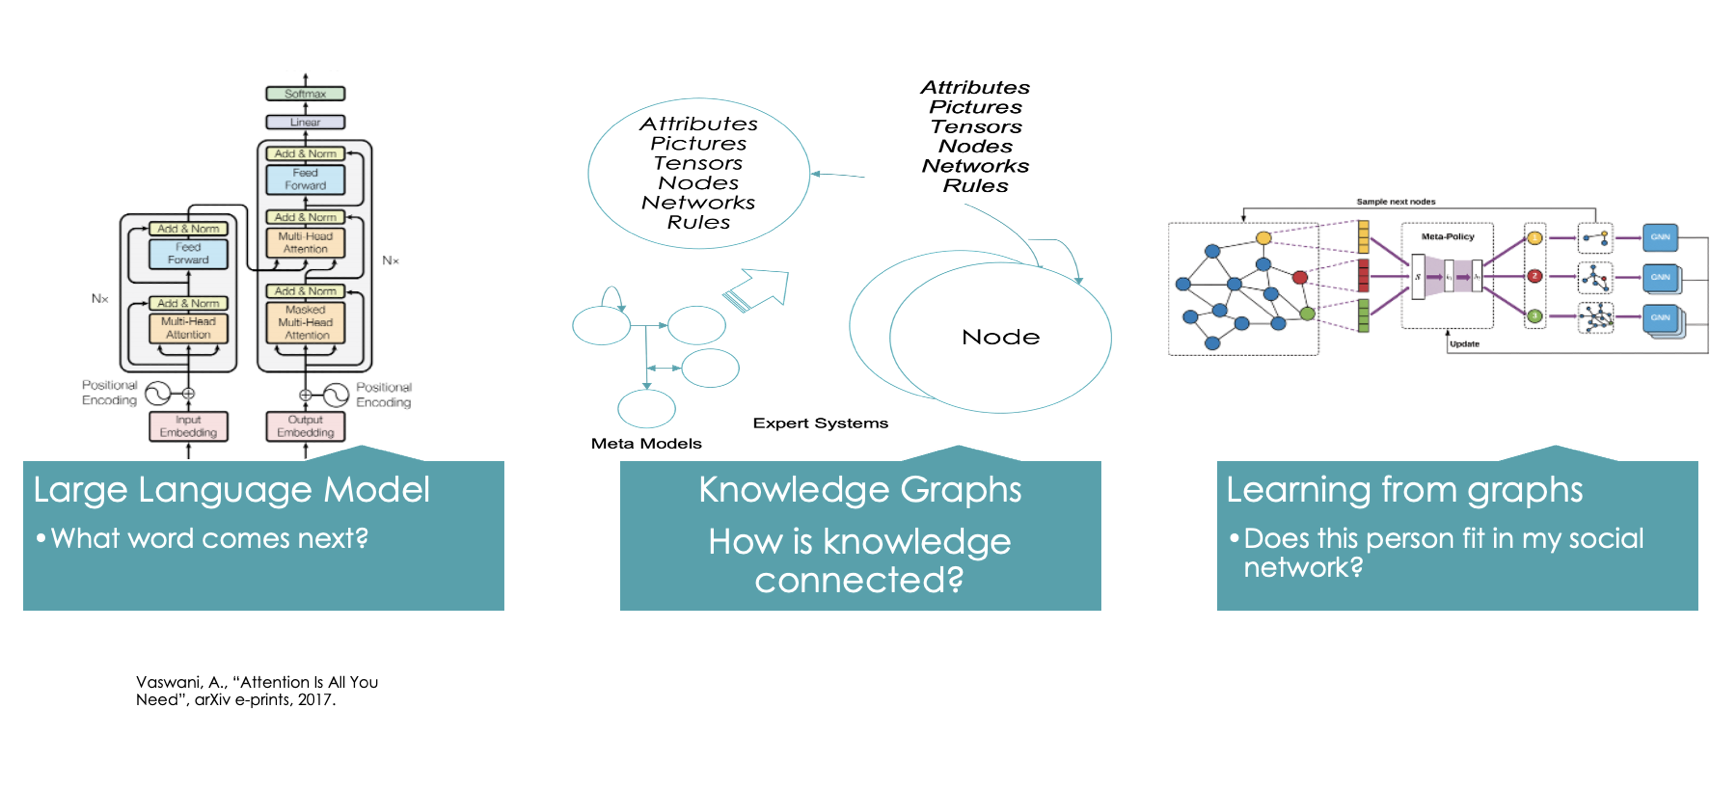 Softmax
Linear
Add & Norm
Feed
Forward
Add & Norm
Multi-Head
Attention
Add & Norm
Masked
Multi-Head
Attention
Nx
Add & Norm
Feed
Forward
Add & Norm
Multi-Head
Attention
Nx
Positional
Encoding
Positional
Encoding
Input
Embedding
Output
Embedding
Large Language Model
•What word comes next?
Vaswani, A., “Attention Is All You
Need”, arXiv e-prints, 2017.
Attributes
Pictures
Tensors
Nodes
Networks
Rules
Attributes
Pictures
Tensors
Nodes
Networks
Rules
Node
Expert Systems
Meta Models
Knowledge Graphs
How is knowledge
connected?
Sample next nodes
Meta-Policy
S
1
2
3
GNN
GNN
GNN
Update
Learning from graphs
•Does this person fit in my social
network?